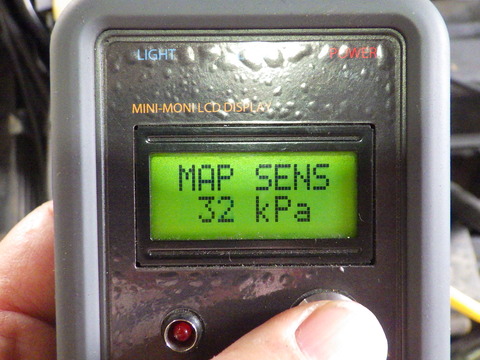 LIGHT POWER
MINI-MONI LCD DISPLAY
MAP SENS
32 kPa